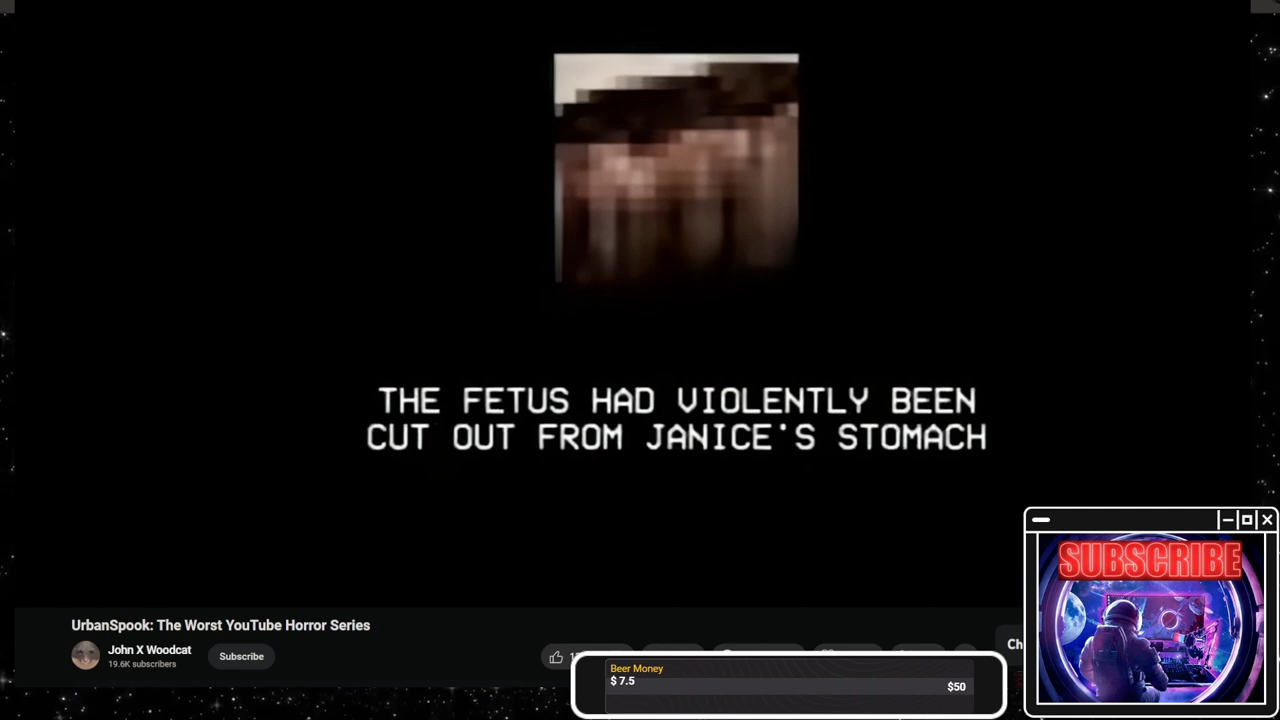 THE FETUS HAD VIOLENTLY BEEN
CUT OUT FROM JANICE'S STOMACH
UrbanSpook: The Worst YouTube Horror Series
John X Woodcat
19.6K subscribers
Subscribe
Beer Money
$ 7.5
$50
SUBSCRIBE